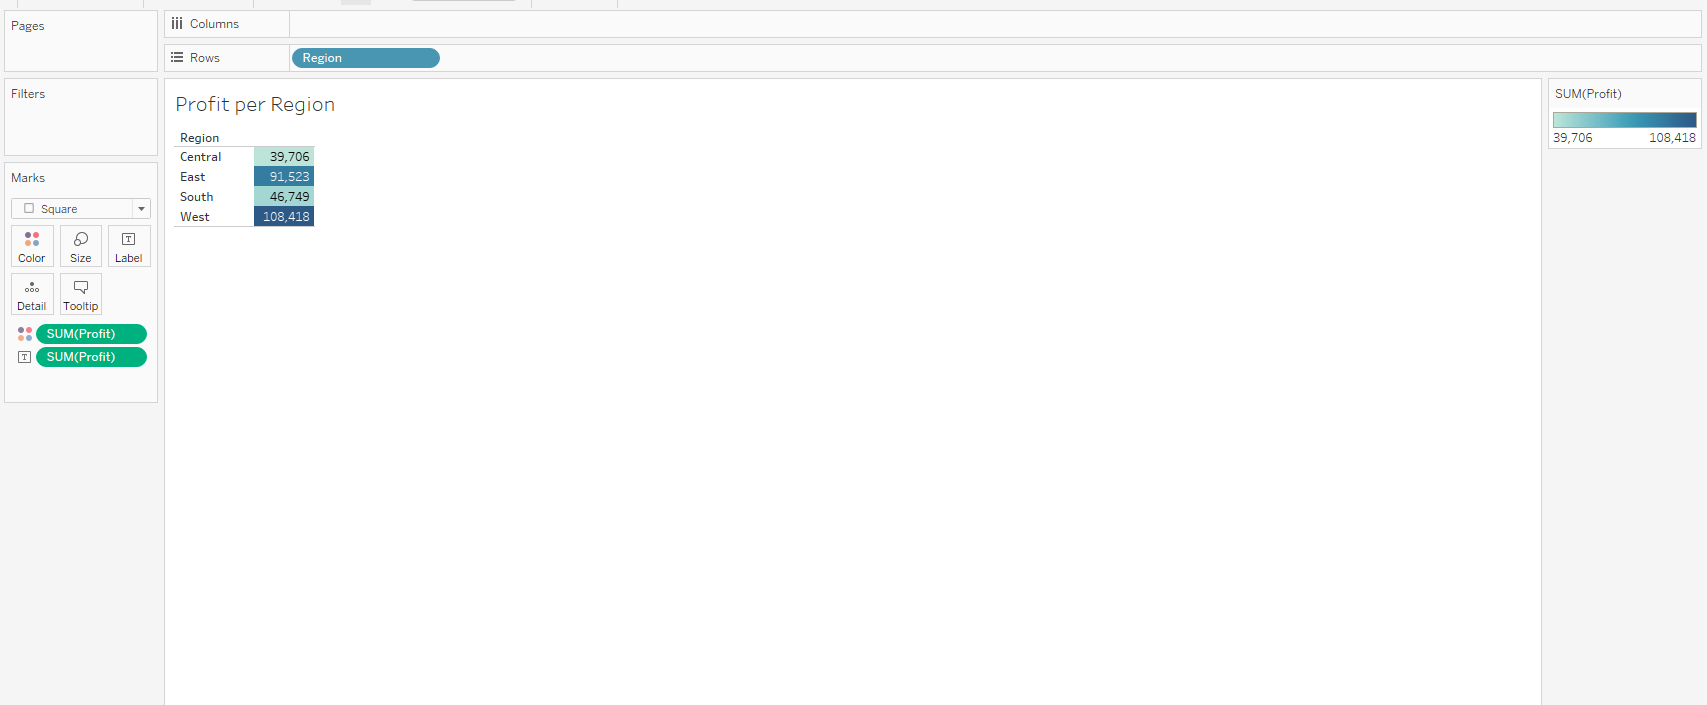 Pages
Columns
Rows
Region
Filters
Marks
Square
Color
Size
T
Label
Detail
Tooltip
SUM(Profit)
T SUM(Profit)
Profit per Region
Region
Central 39,706
East 91,523
South 46,749
West 108,418
SUM(Profit)
39,706 108,418